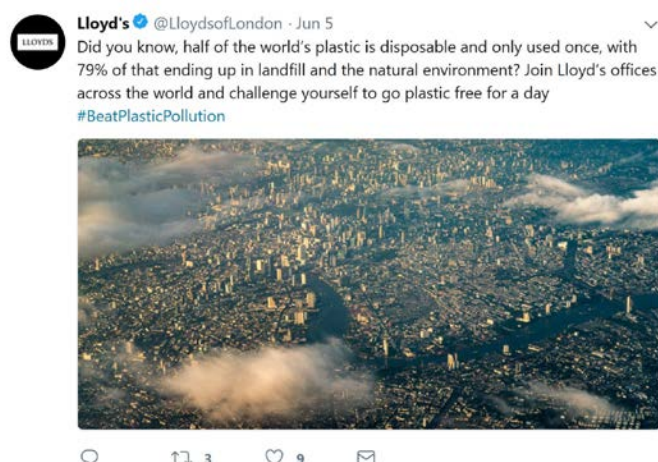 LLOYD'S
Lloyd's @LloydsofLondon · Jun 5
Did you know, half of the world's plastic is disposable and only used once, with
79% of that ending up in landfill and the natural environment? Join Lloyd's offices
across the world and challenge yourself to go plastic free for a day
#BeatPlasticPollution
3 9